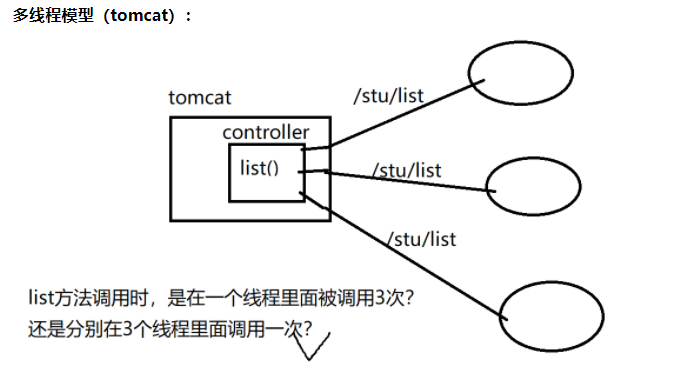 多线程模型（tomcat）:
tomcat
/stu/list
controller
list()
/stu/list
/stu/list
list方法调用时，是在一个线程里面被调用3次?
还是分别在3个线程里面调用一次?